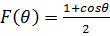 F(θ) = (1+cosθ)/2